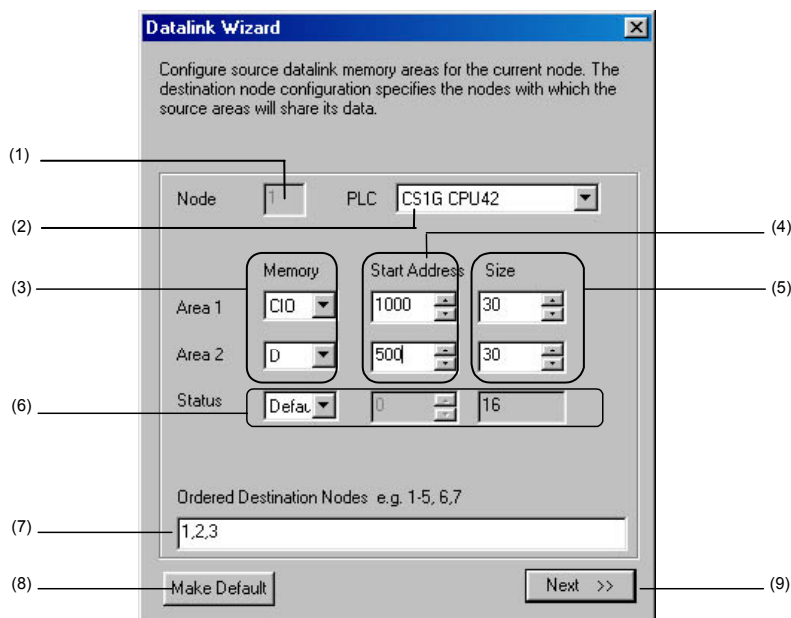 Datalink Wizard
Configure source datalink memory areas for the current node. The
destination node configuration specifies the nodes with which the
source areas will share its data.
(1)
Node 1 PLC CS1G CPU42
(2) (4)
Memory Start Address Size
(3) (5)
Area 1 CIO 1000 30
Area 2 D 500 30
(6) Status Defau 0 16
Ordered Destination Nodes e.g. 1-5, 6,7
(7) 1,2,3
(8) Make Default Next >> (9)